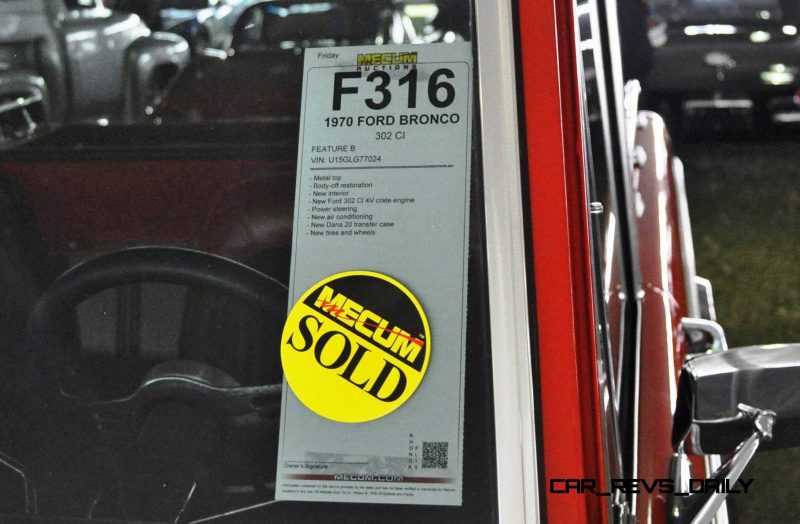 Friday
MECUM
AUCTIONS
F316
1970 FORD BRONCO
302 CI
FEATURE B
VIN: U15GLG77024
- Metal top
- Body-off restoration
- New interior
- New Ford 302 CI 4V crate engine
- Power steering
- New air conditioning
- New Dana 20 transfer case
- New tires and wheels
MECUM
SOLD
Owner's Signature
MECUM.COM
CAR_REVS_DAILY